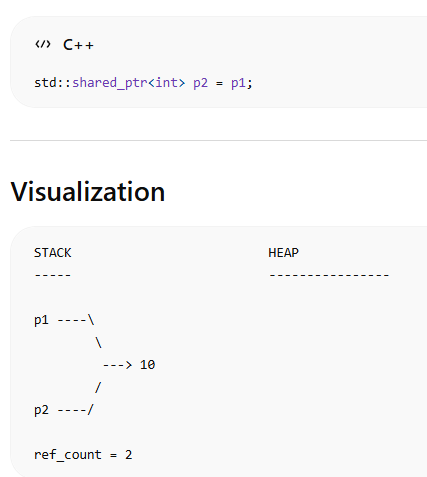 </> C++
std::shared_ptr<int> p2 = p1;
Visualization
STACK                          HEAP
-----                          ----------------
p1 ----\
        \
         ---> 10
        /
p2 ----/
ref_count = 2